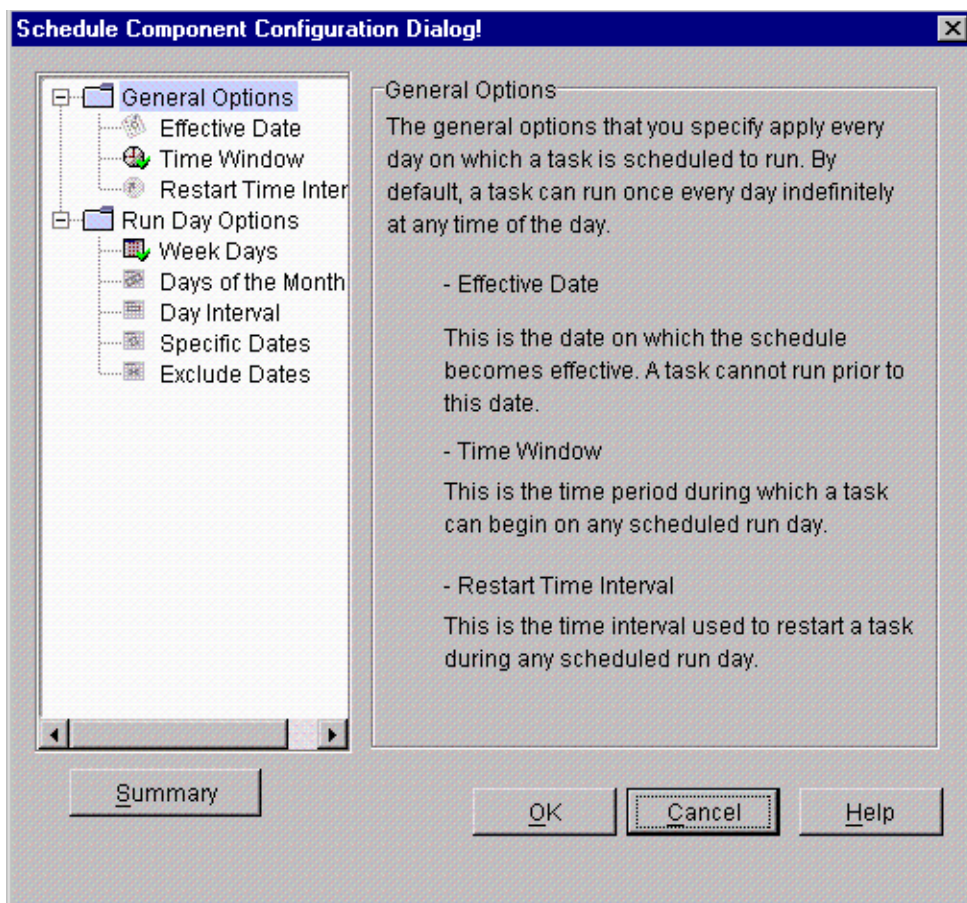 Schedule Component Configuration Dialog!
General Options
Effective Date
Time Window
Restart Time Inter
Run Day Options
Week Days
Days of the Month
Day Interval
Specific Dates
Exclude Dates
Summary
General Options
The general options that you specify apply every
day on which a task is scheduled to run. By
default, a task can run once every day indefinitely
at any time of the day.
- Effective Date
This is the date on which the schedule
becomes effective. A task cannot run prior to
this date.
- Time Window
This is the time period during which a task
can begin on any scheduled run day.
- Restart Time Interval
This is the time interval used to restart a task
during any scheduled run day.
OK
Cancel
Help